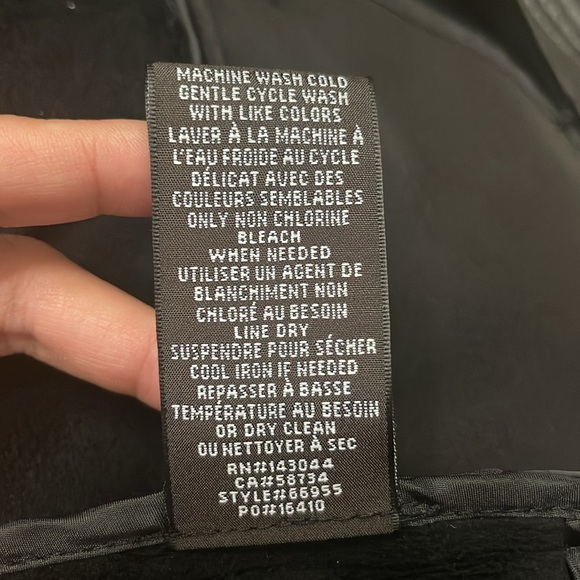 MACHINE WASH COLD
GENTLE CYCLE WASH
WITH LIKE COLORS
LAVER À LA MACHINE À
L'EAU FROIDE AU CYCLE
DÉLICAT AVEC DES
COULEURS SEMBLABLES
ONLY NON CHLORINE
BLEACH
WHEN NEEDED
UTILISER UN AGENT DE
BLANCHIMENT NON
CHLORÉ AU BESOIN
LINE DRY
SUSPENDRE POUR SÉCHER
COOL IRON IF NEEDED
REPASSER À BASSE
TEMPÉRATURE AU BESOIN
OR DRY CLEAN
OU NETTOYER À SEC
RN#143044
CA#58734
STYLE#66955
PO#16410